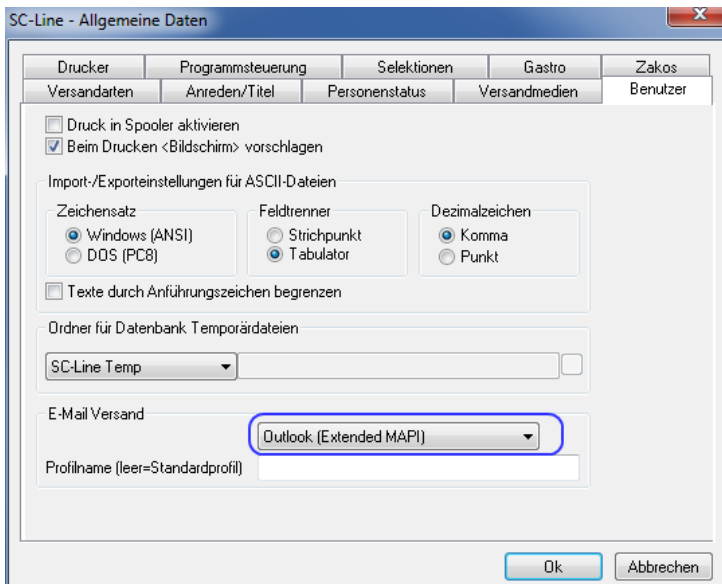 SC-Line - Allgemeine Daten
Drucker Programmsteuerung Selektionen Gastro Zakos
Versandarten Anreden/Titel Personenstatus Versandmedien Benutzer
Druck in Spooler aktivieren
Beim Drucken <Bildschirm> vorschlagen
Import-/Exporteinstellungen für ASCII-Dateien
Zeichensatz Feldtrenner Dezimalzeichen
Windows (ANSI) Strichpunkt Komma
DOS (PC8) Tabulator Punkt
Texte durch Anführungszeichen begrenzen
Ordner für Datenbank Temporärdateien
SC-Line Temp
E-Mail Versand
Outlook (Extended MAPI)
Profilname (leer=Standardprofil)
Ok Abbrechen